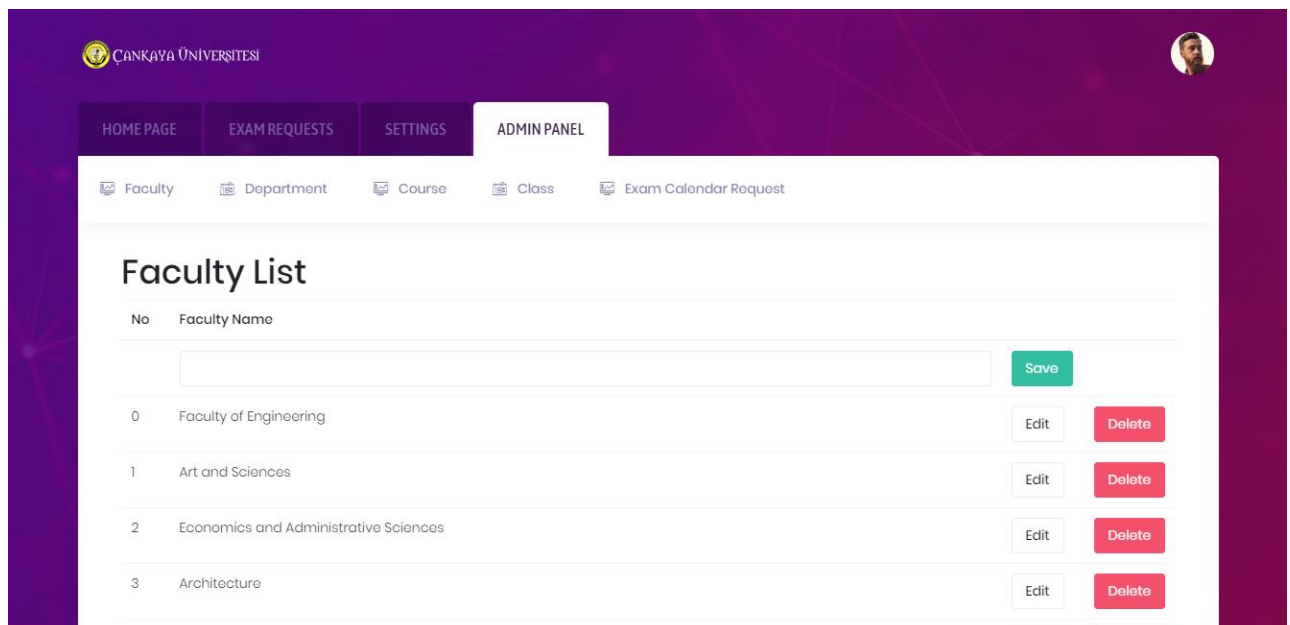 ÇANKAYA ÜNİVERSİTESİ
HOME PAGE EXAM REQUESTS SETTINGS ADMIN PANEL
Faculty Department Course Class Exam Calendar Request
Faculty List
No Faculty Name
Save
0 Faculty of Engineering Edit Delete
1 Art and Sciences Edit Delete
2 Economics and Administrative Sciences Edit Delete
3 Architecture Edit Delete